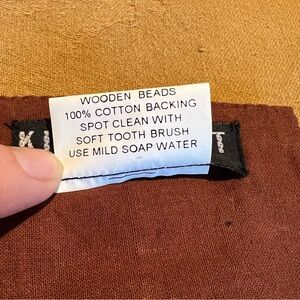 WOODEN BEADS
100% COTTON BACKING
SPOT CLEAN WITH
SOFT TOOTH BRUSH
USE MILD SOAP WATER